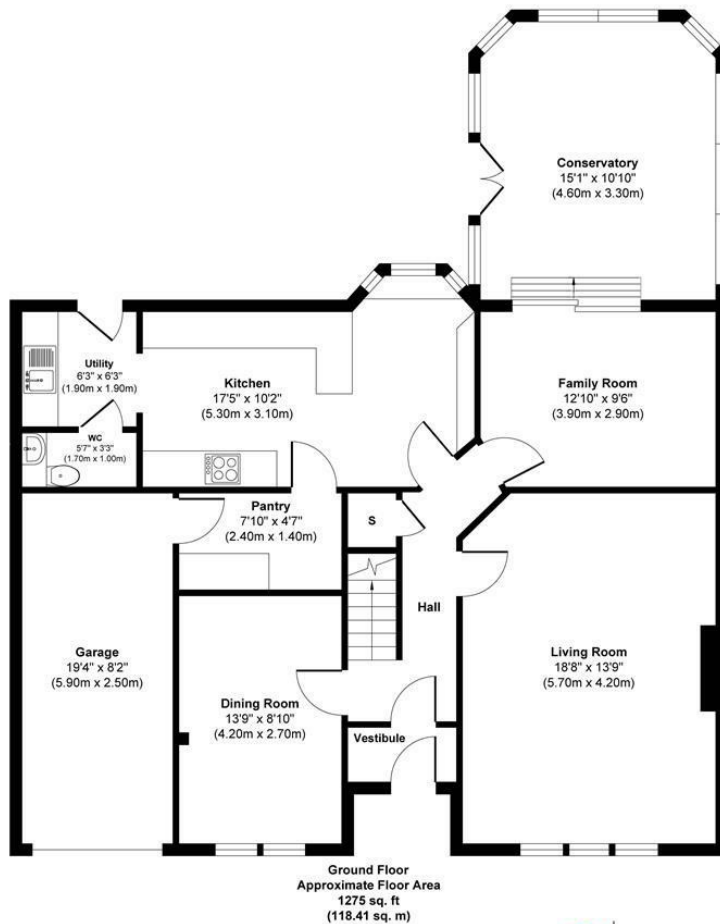 Conservatory
15'1" x 10'10"
(4.60m x 3.30m)
Utility
6'3" x 6'3"
(1.90m x 1.90m)
Kitchen
17'5" x 10'2"
(5.30m x 3.10m)
Family Room
12'10" x 9'6"
(3.90m x 2.90m)
WC
5'7" x 3'3"
(1.70m x 1.00m)
Pantry
7'10" x 4'7"
(2.40m x 1.40m)
S
Hall
Garage
19'4" x 8'2"
(5.90m x 2.50m)
Living Room
18'8" x 13'9"
(5.70m x 4.20m)
Dining Room
13'9" x 8'10"
(4.20m x 2.70m)
Vestibule
Ground Floor
Approximate Floor Area
1275 sq. ft
(118.41 sq. m)